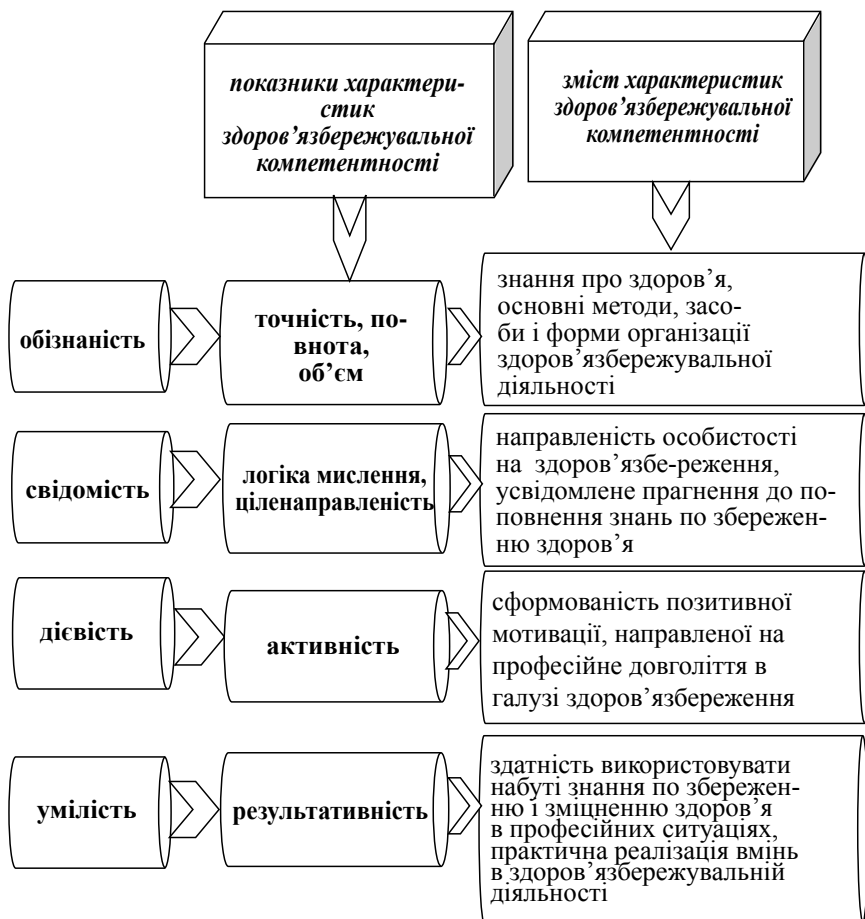 показники характери-
стик
здоров’язбережувальної
компетентності
зміст характеристик
здоров’язбережувальної
компетентності
обізнаність
точність, по-
внота,
об’єм
знання про здоров’я,
основні методи, засо-
би і форми організації
здоров’язбережувальної
діяльності
свідомість
логіка мислення,
ціленаправленість
направленість особистості
на здоров’язбе-реження,
усвідомлене прагнення до по-
повнення знань по збережен-
ню здоров’я
дієвість
активність
сформованість позитивної
мотивації, направленої на
професійне довголіття в
галузі здоров’язбереження
умілість
результативність
здатність використовувати
набуті знання по збережен-
ню і зміцненню здоров’я
в професійних ситуаціях,
практична реалізація вмінь
в здоров’язбережувальній
діяльності